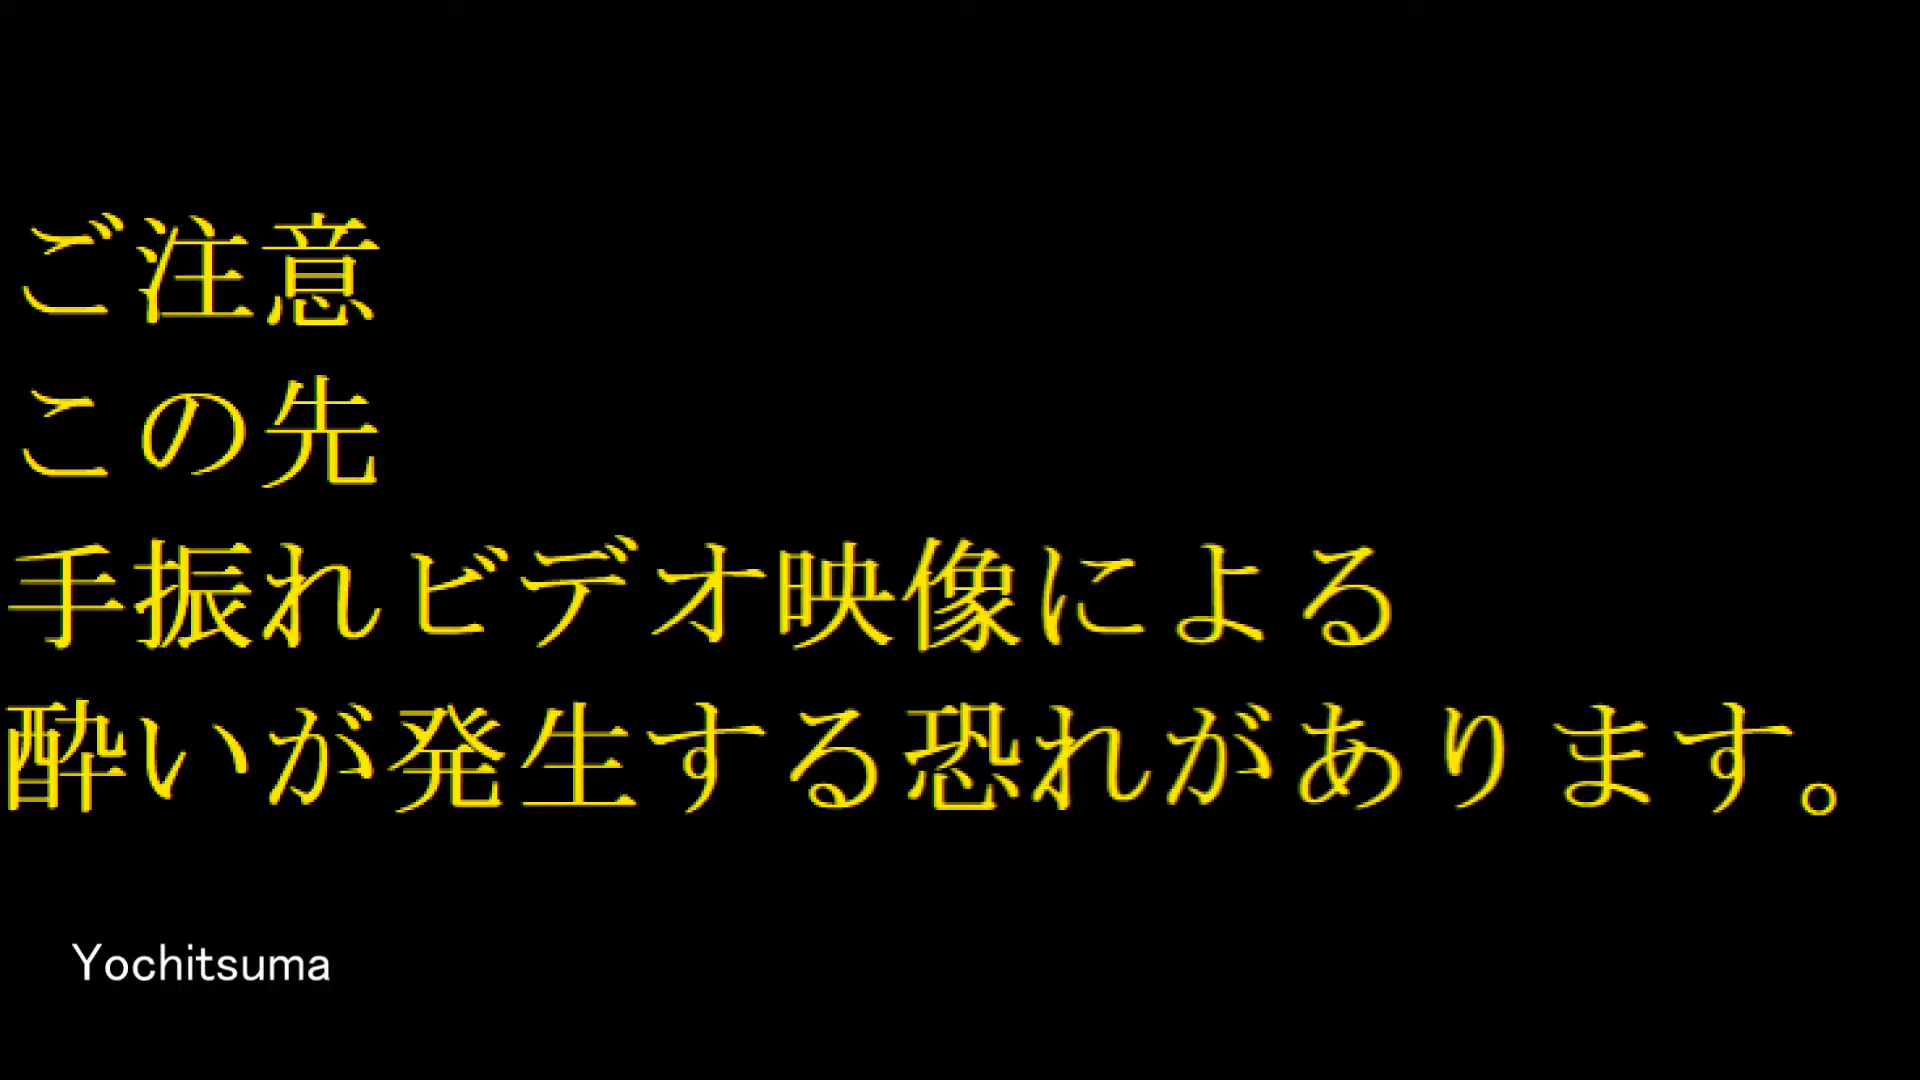 ご注意
この先
手振れビデオ映像による
酔いが発生する恐れがあります。
Yochitsuma